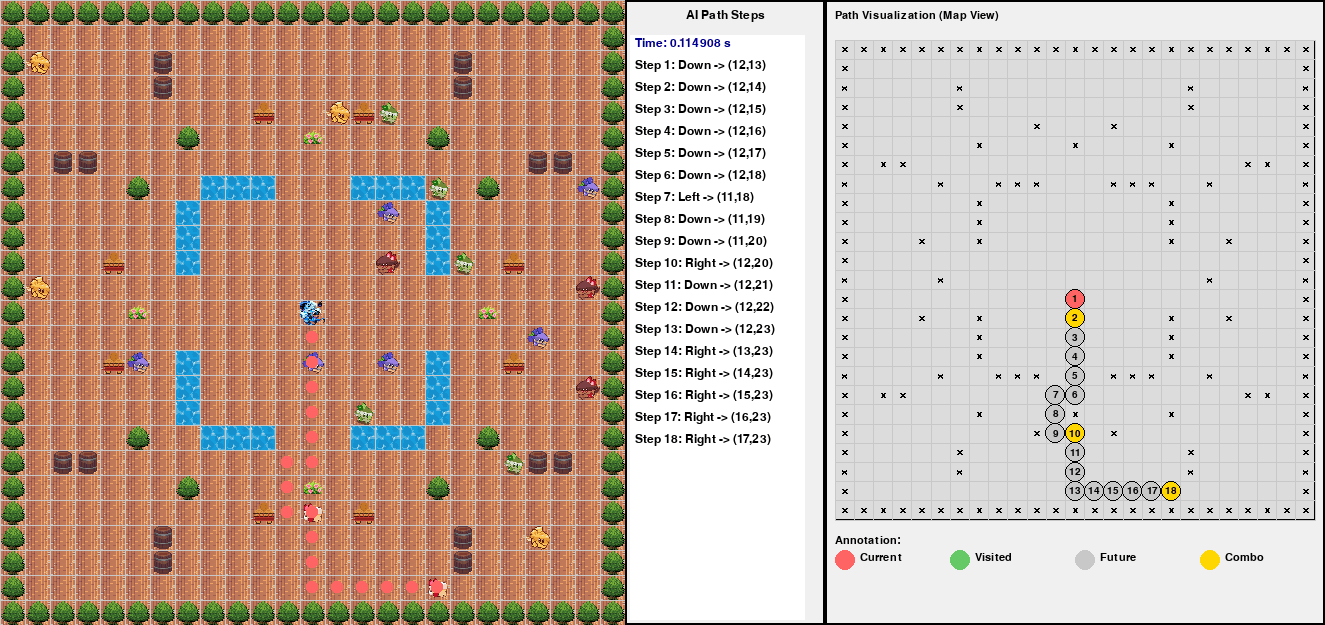 AI Path Steps
Time: 0.114908 s
Step 1: Down -> (12,13)
Step 2: Down -> (12,14)
Step 3: Down -> (12,15)
Step 4: Down -> (12,16)
Step 5: Down -> (12,17)
Step 6: Down -> (12,18)
Step 7: Left -> (11,18)
Step 8: Down -> (11,19)
Step 9: Down -> (11,20)
Step 10: Right -> (12,20)
Step 11: Down -> (12,21)
Step 12: Down -> (12,22)
Step 13: Down -> (12,23)
Step 14: Right -> (13,23)
Step 15: Right -> (14,23)
Step 16: Right -> (15,23)
Step 17: Right -> (16,23)
Step 18: Right -> (17,23)
Path Visualization (Map View)
1
2
3
4
5
7 6
8
9 10
11
12
13 14 15 16 17 18
Annotation:
Current Visited Future Combo